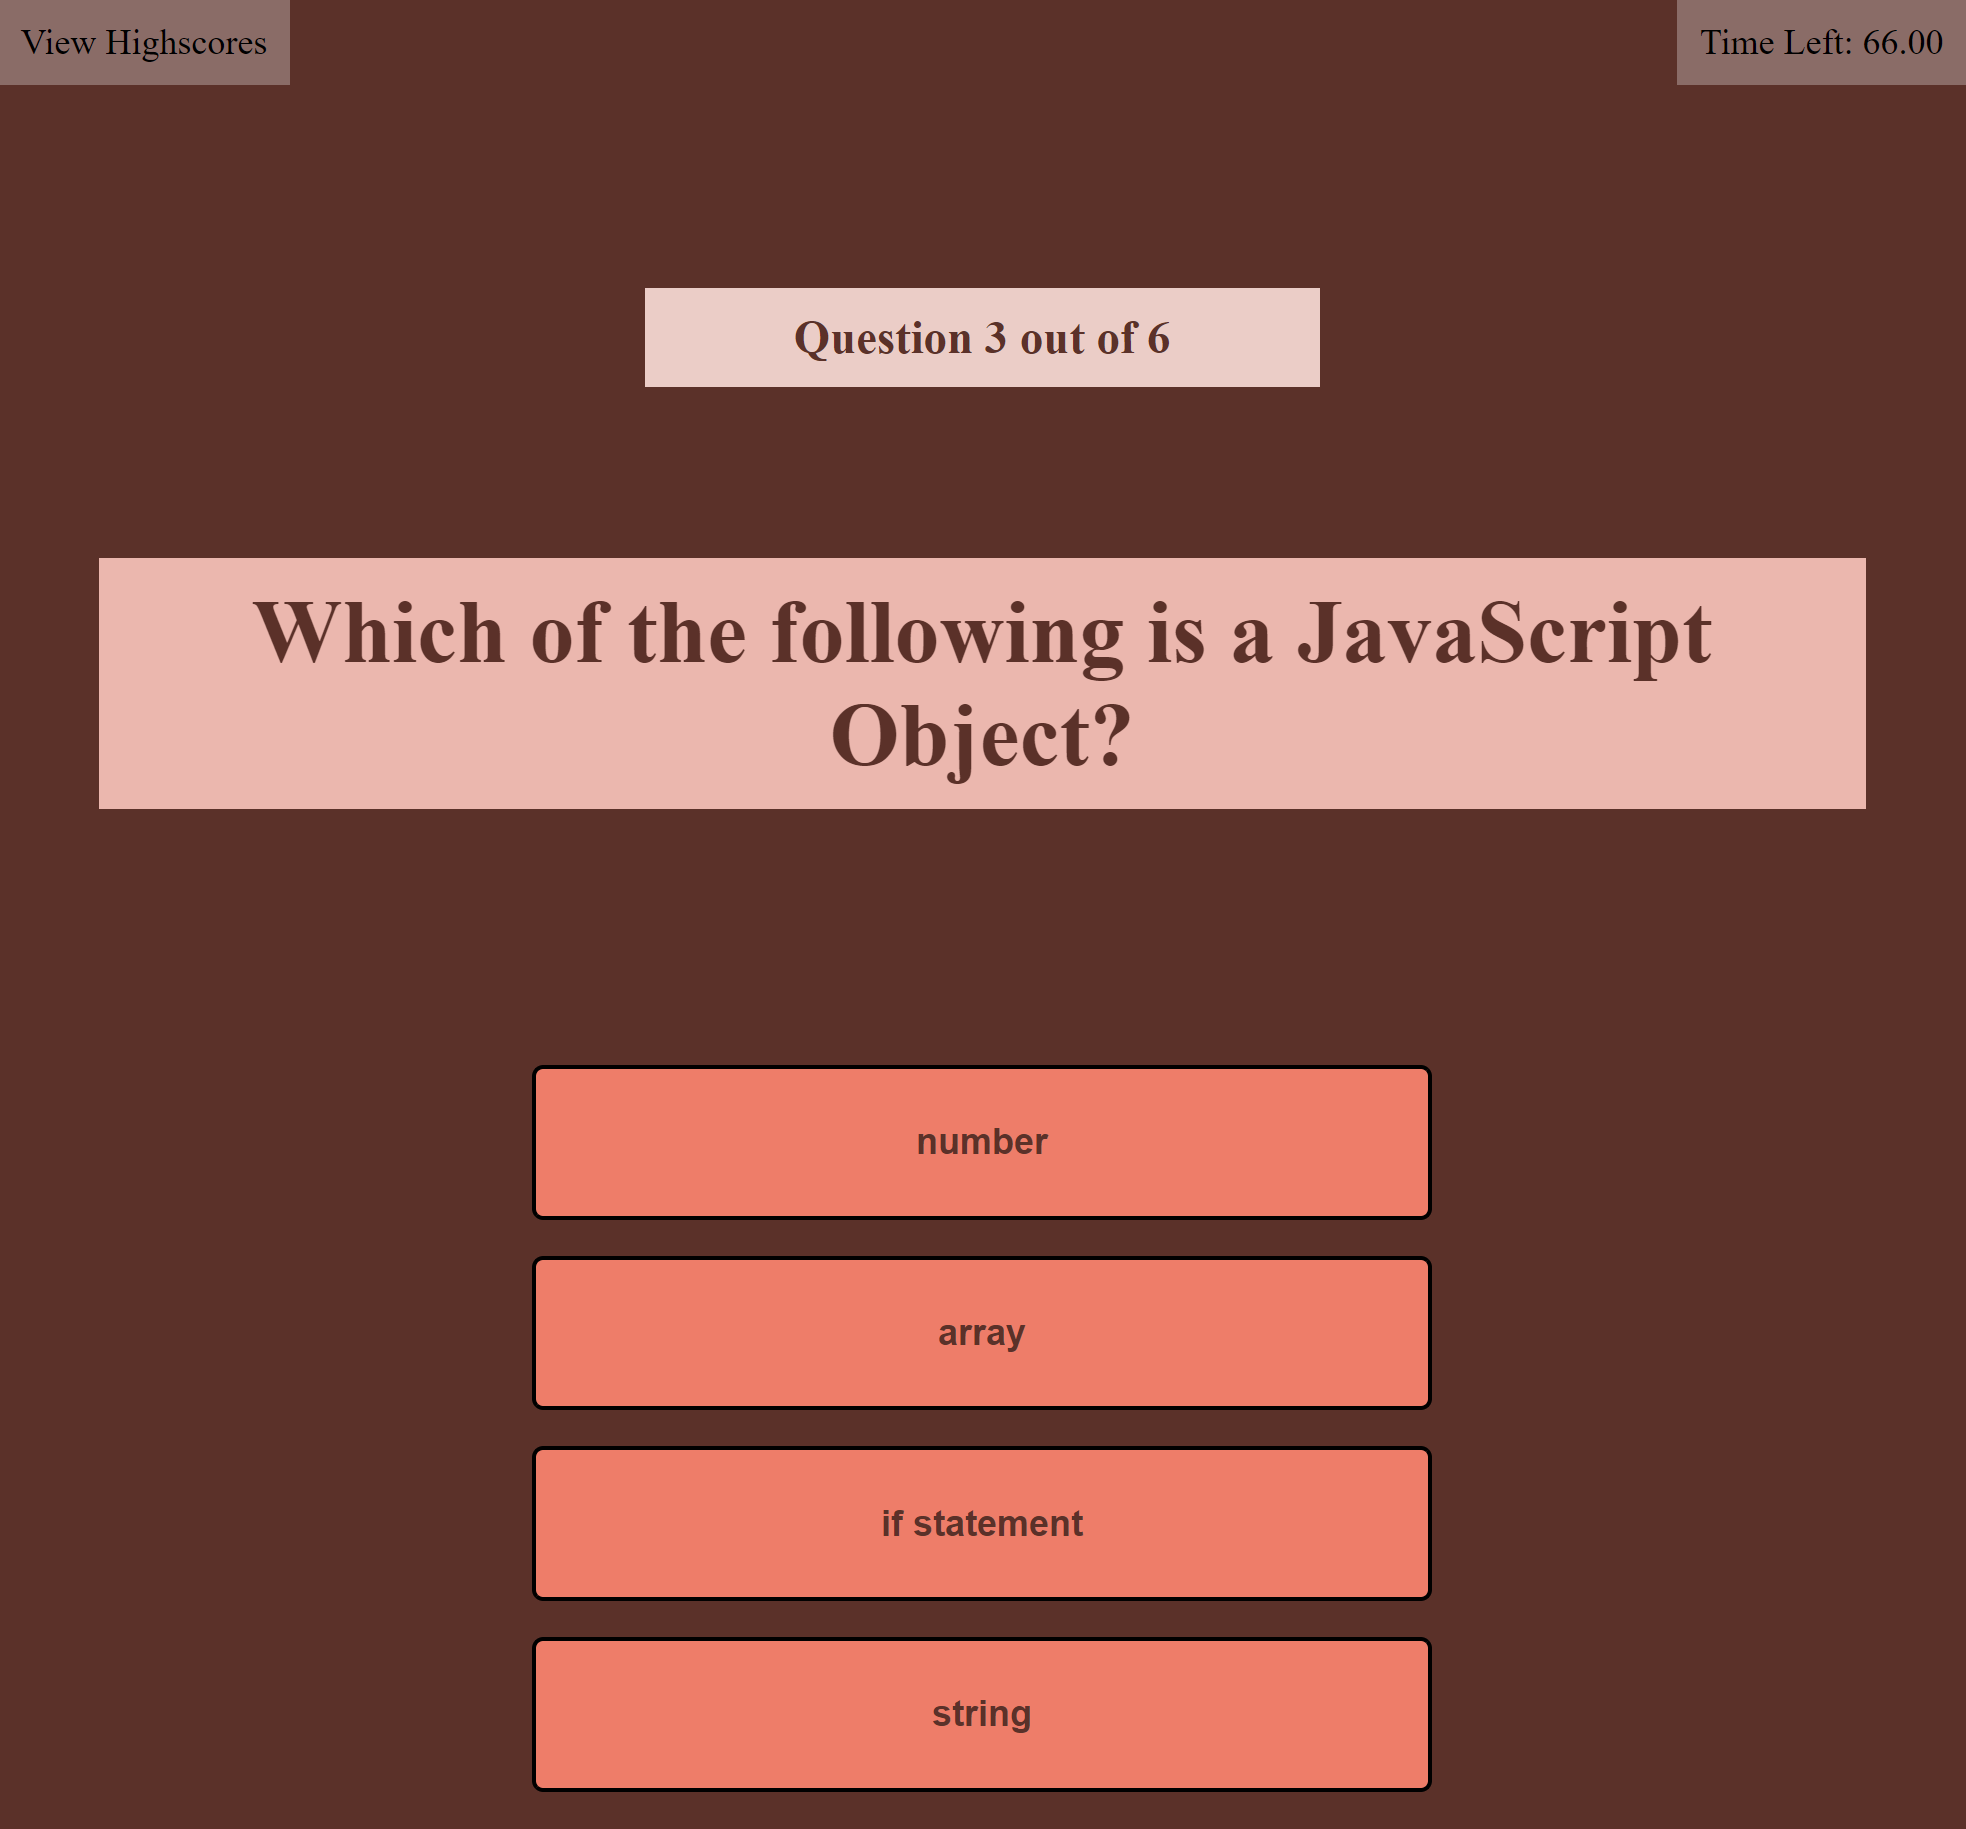 View Highscores
Time Left: 66.00
Question 3 out of 6
Which of the following is a JavaScript
Object?
number
array
if statement
string